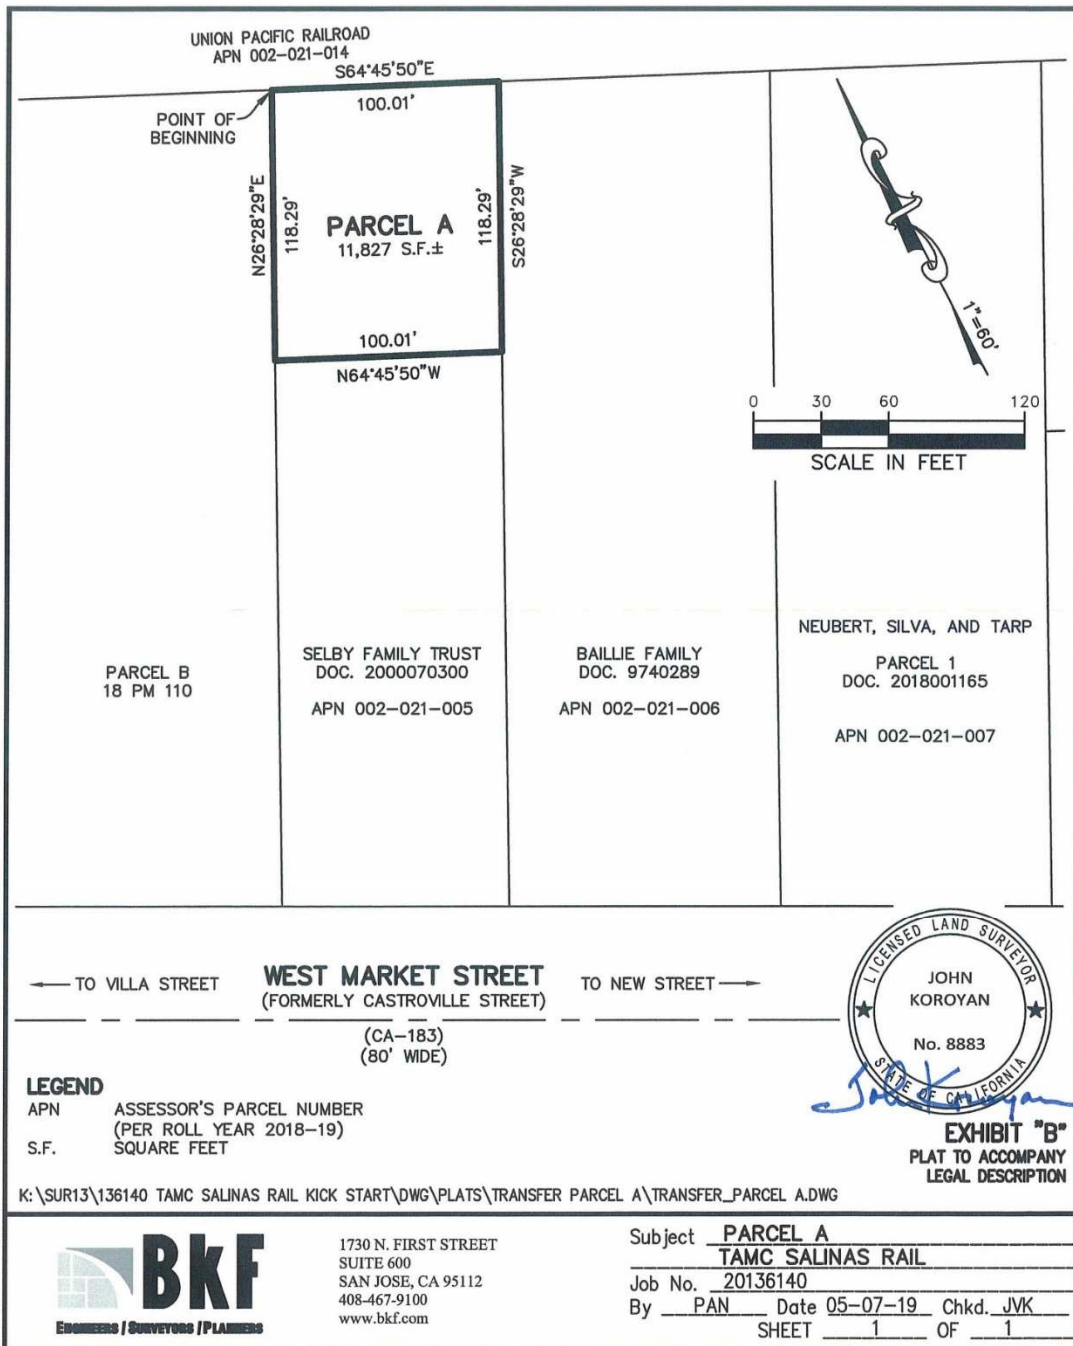 UNION PACIFIC RAILROAD
APN 002-021-014
S64°45'50"E
100.01'
POINT OF
BEGINNING
N26°28'29"E
118.29'
PARCEL A
11,827 S.F.±
118.29'
S26°28'29"W
100.01'
N64°45'50"W
1"=60'
0 30 60 120
SCALE IN FEET
PARCEL B
18 PM 110
SELBY FAMILY TRUST
DOC. 2000070300
APN 002-021-005
BAILLIE FAMILY
DOC. 9740289
APN 002-021-006
NEUBERT, SILVA, AND TARP
PARCEL 1
DOC. 2018001165
APN 002-021-007
TO VILLA STREET
WEST MARKET STREET
(FORMERLY CASTROVILLE STREET)
TO NEW STREET
(CA-183)
(80' WIDE)
LICENSED LAND SURVEYOR
JOHN
KOROYAN
No. 8883
STATE OF CALIFORNIA
John Koroyan
LEGEND
APN ASSESSOR'S PARCEL NUMBER
(PER ROLL YEAR 2018-19)
S.F. SQUARE FEET
EXHIBIT "B"
PLAT TO ACCOMPANY
LEGAL DESCRIPTION
K:\SUR13\136140 TAMC SALINAS RAIL KICK START\DWG\PLATS\TRANSFER PARCEL A\TRANSFER_PARCEL A.DWG
BKF
ENGINEERS / SURVEYORS / PLANNERS
1730 N. FIRST STREET
SUITE 600
SAN JOSE, CA 95112
408-467-9100
www.bkf.com
Subject PARCEL A
TAMC SALINAS RAIL
Job No. 20136140
By PAN Date 05-07-19 Chkd. JVK
SHEET 1 OF 1